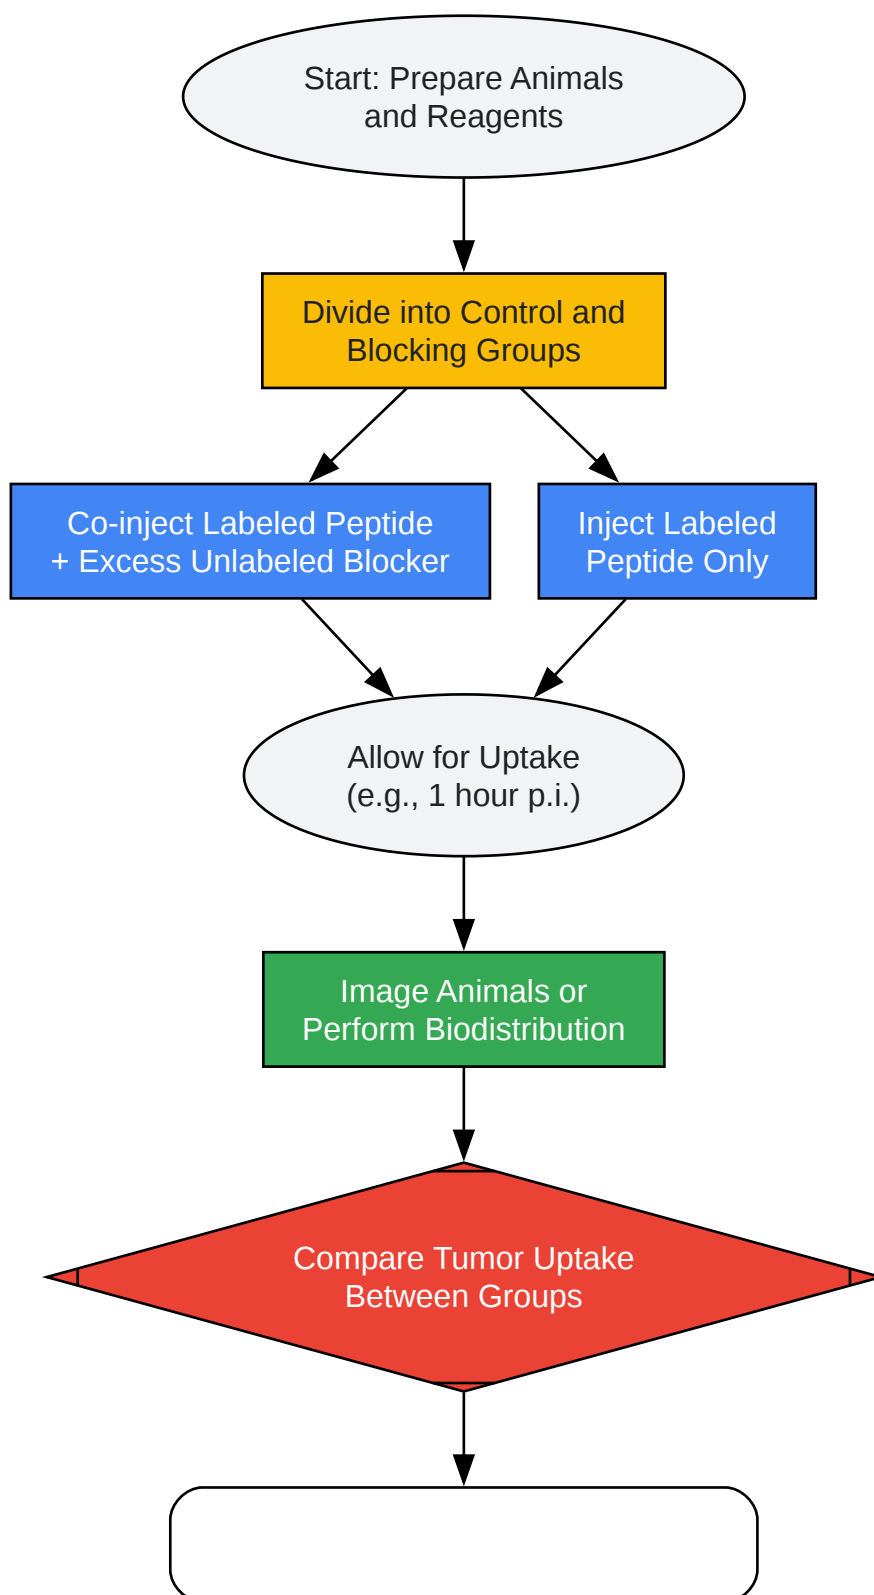 Start: Prepare Animals
and Reagents
Divide into Control and
Blocking Groups
Co-inject Labeled Peptide
+ Excess Unlabeled Blocker
Inject Labeled
Peptide Only
Allow for Uptake
(e.g., 1 hour p.i.)
Image Animals or
Perform Biodistribution
Compare Tumor Uptake
Between Groups